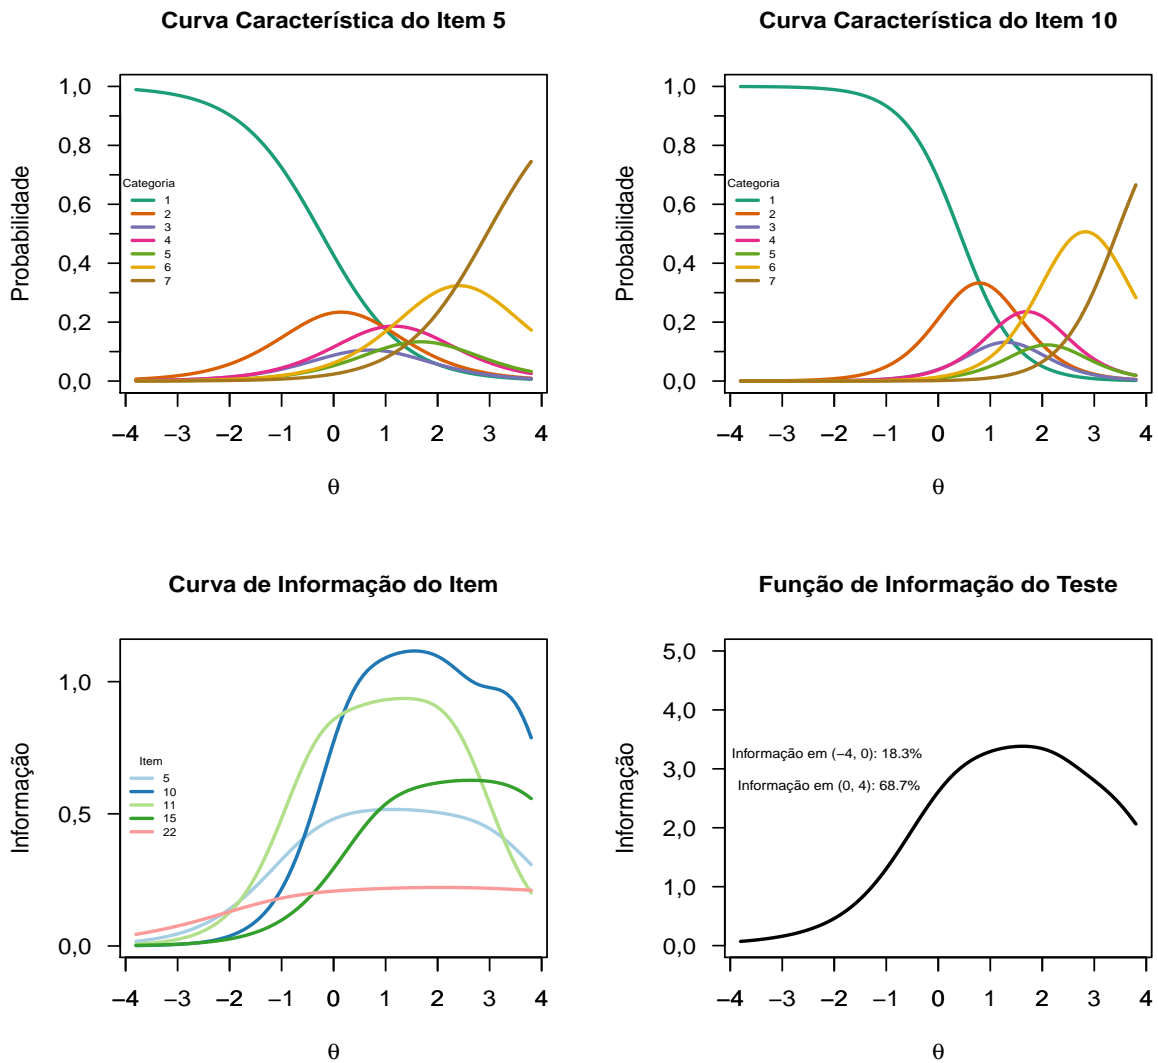 Curva Característica do Item 5
Probabilidade
1,0
0,8
0,6
0,4
0,2
0,0
Categoria
1
2
3
4
5
6
7
−4 −3 −2 −1 0 1 2 3 4
θ
Curva Característica do Item 10
Probabilidade
1,0
0,8
0,6
0,4
0,2
0,0
Categoria
1
2
3
4
5
6
7
−4 −3 −2 −1 0 1 2 3 4
θ
Curva de Informação do Item
Informação
1,0
0,5
0,0
Item
5
10
11
15
22
−4 −3 −2 −1 0 1 2 3 4
θ
Função de Informação do Teste
Informação
5,0
4,0
3,0
2,0
1,0
0,0
Informação em (−4, 0): 18.3%
Informação em (0, 4): 68.7%
−4 −3 −2 −1 0 1 2 3 4
θ